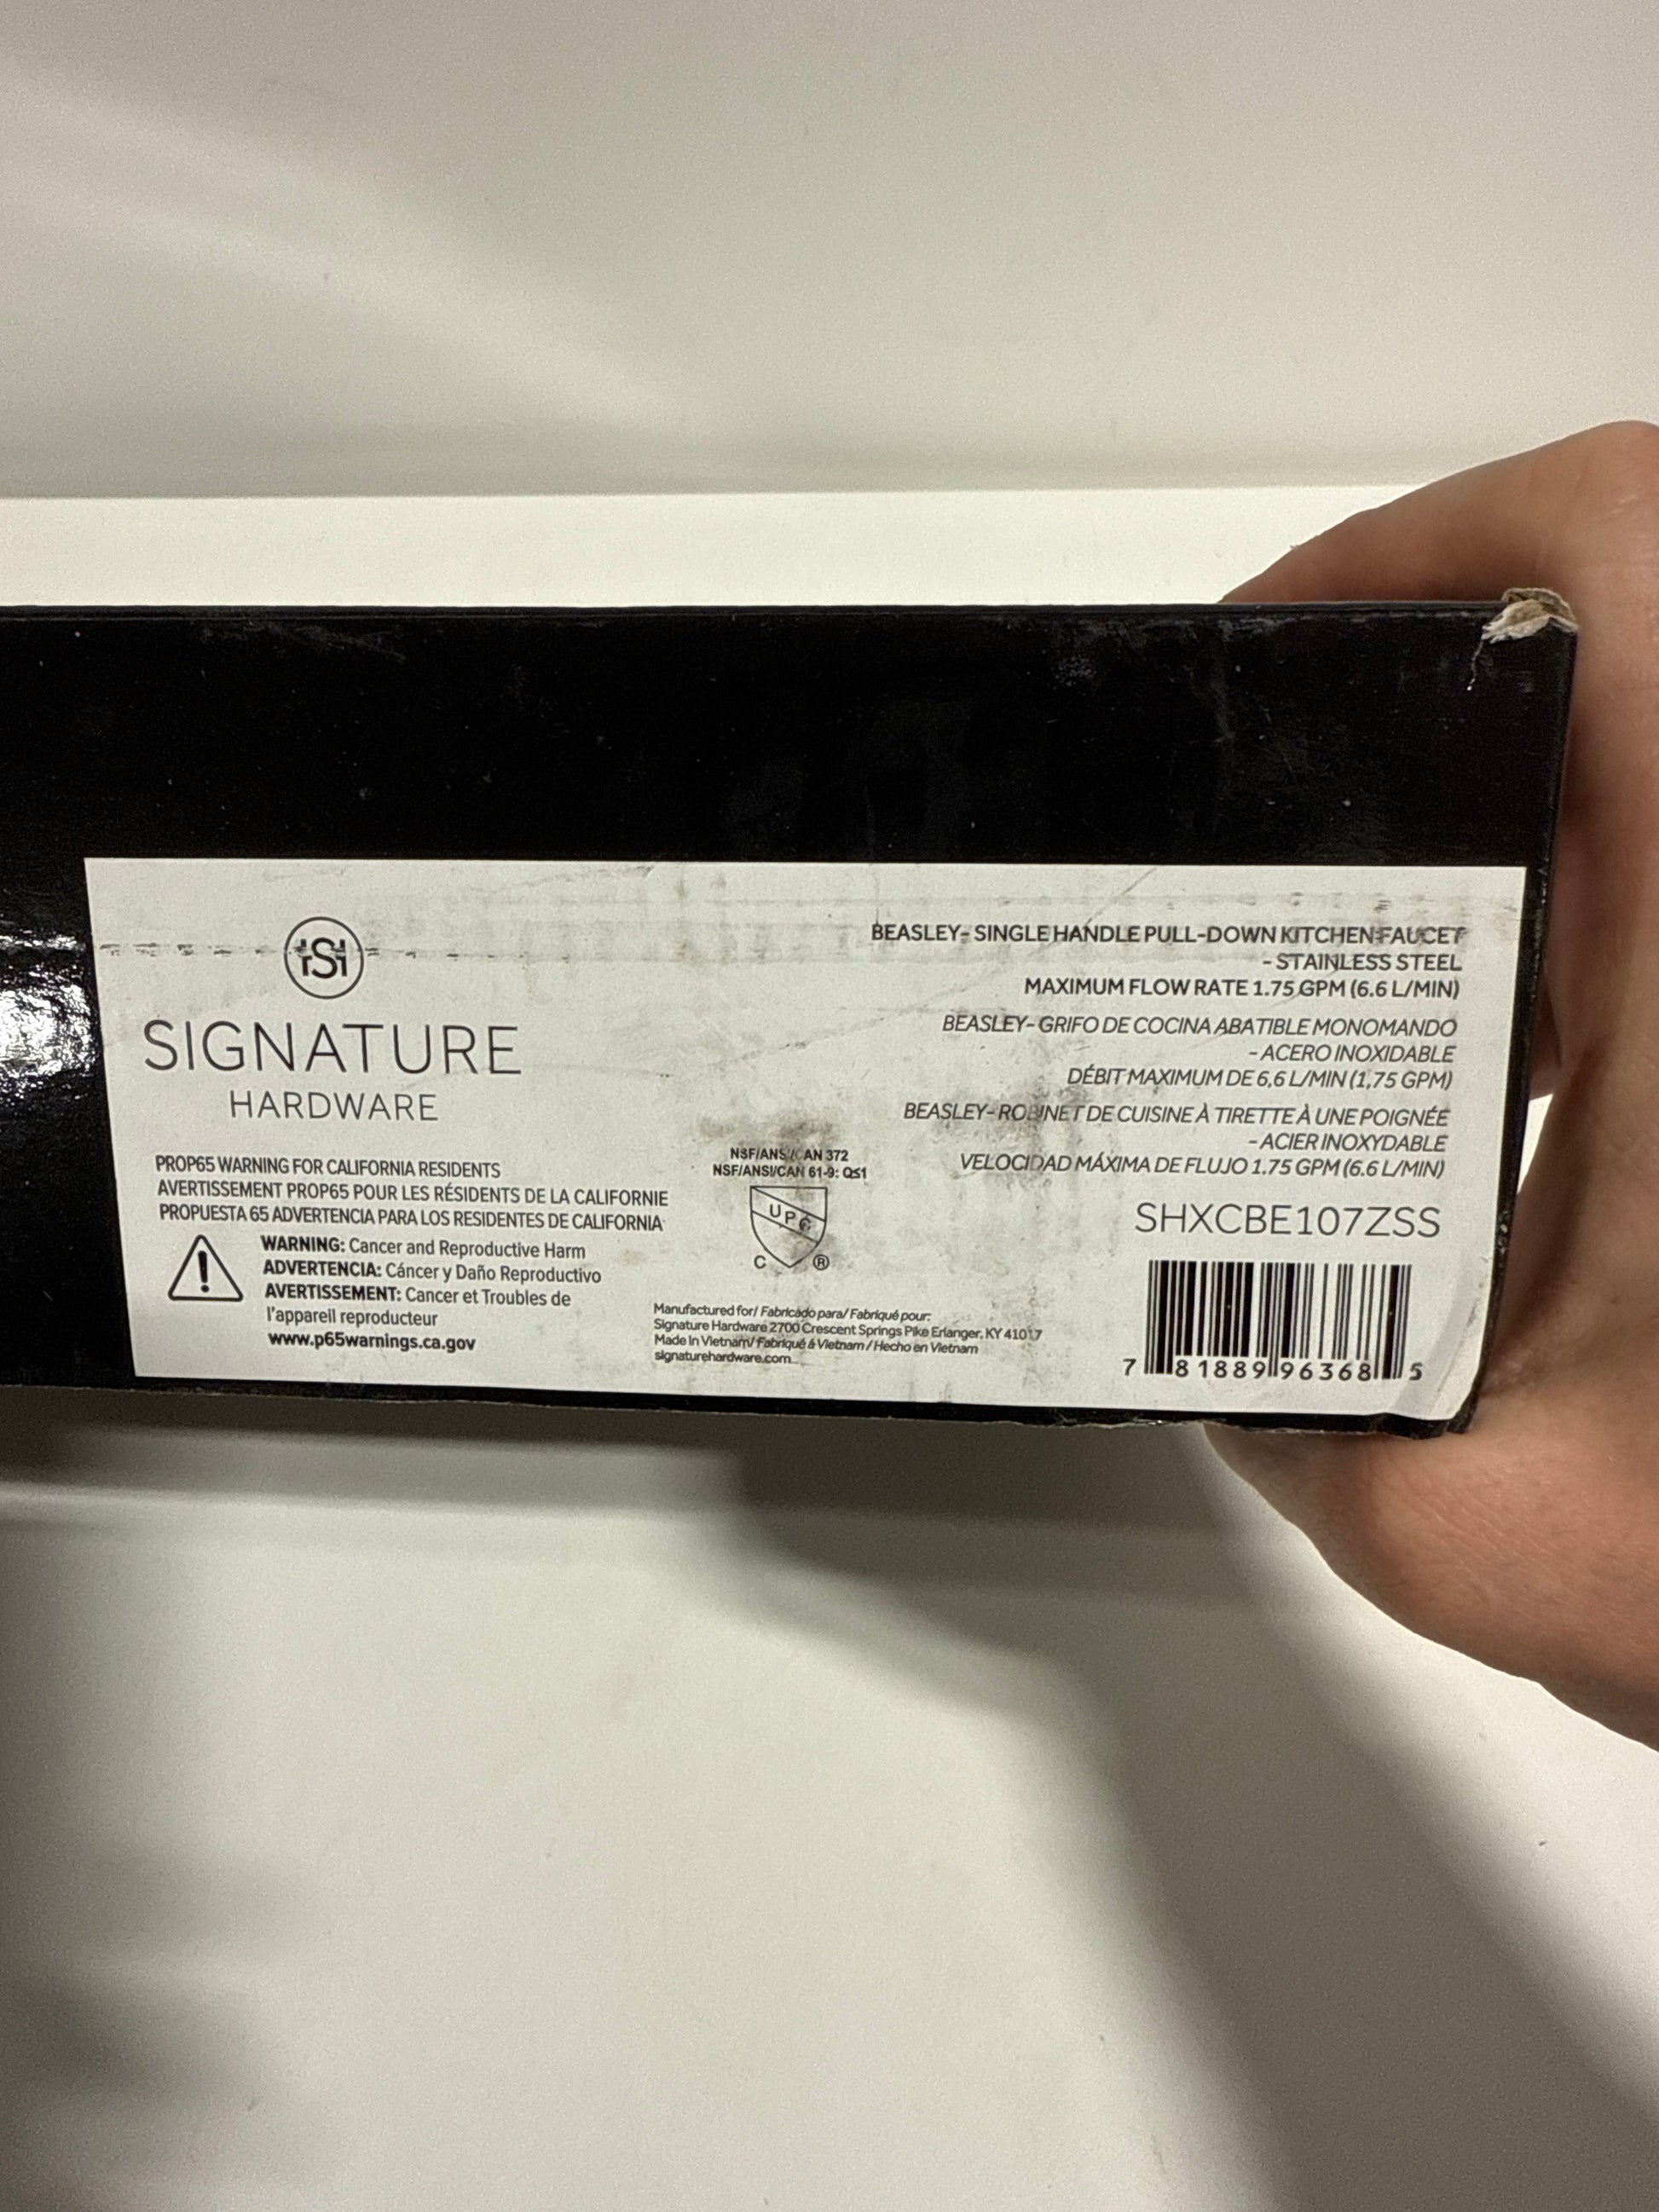 SH
SIGNATURE
HARDWARE
PROP65 WARNING FOR CALIFORNIA RESIDENTS
AVERTISSEMENT PROP65 POUR LES RÉSIDENTS DE LA CALIFORNIE
PROPUESTA 65 ADVERTENCIA PARA LOS RESIDENTES DE CALIFORNIA
WARNING: Cancer and Reproductive Harm
ADVERTENCIA: Cáncer y Daño Reproductivo
AVERTISSEMENT: Cancer et Troubles de
l'appareil reproducteur
www.p65warnings.ca.gov
NSF/ANSI/CAN 372
NSF/ANSI/CAN 61-9: Q≤1
UPC
C ®
Manufactured for/ Fabricado para/ Fabriqué pour:
Signature Hardware 2700 Crescent Springs Pike Erlanger, KY 41017
Made in Vietnam/ Fabriqué à Vietnam / Hecho en Vietnam
signaturehardware.com
BEASLEY- SINGLE HANDLE PULL-DOWN KITCHEN FAUCET
- STAINLESS STEEL
MAXIMUM FLOW RATE 1.75 GPM (6.6 L/MIN)
BEASLEY- GRIFO DE COCINA ABATIBLE MONOMANDO
- ACERO INOXIDABLE
DÉBIT MAXIMUM DE 6,6 L/MIN (1,75 GPM)
BEASLEY- ROBINET DE CUISINE À TIRETTE À UNE POIGNÉE
- ACIER INOXYDABLE
VELOCIDAD MÁXIMA DE FLUJO 1.75 GPM (6.6 L/MIN)
SHXCBE107ZSS
7 81889 96368 5